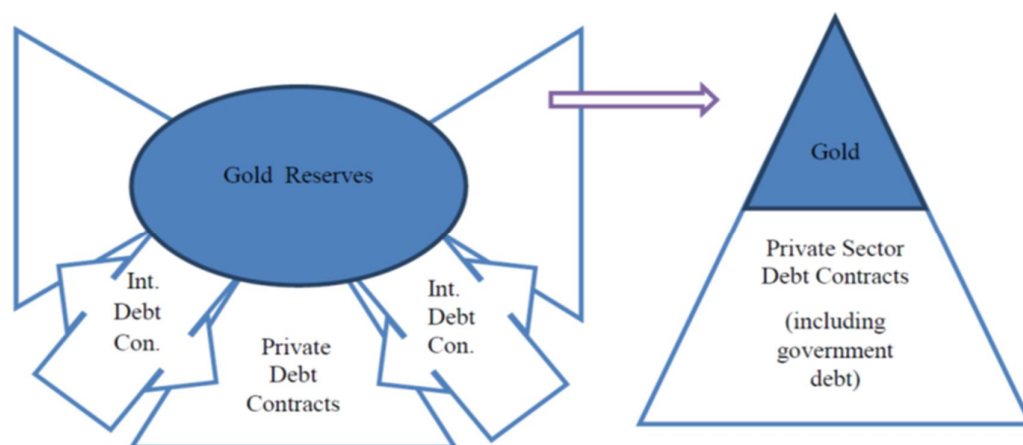 Gold Reserves
Int.
Debt
Con.
Private
Debt
Contracts
Int.
Debt
Con.
Gold
Private Sector
Debt Contracts
(including
government
debt)